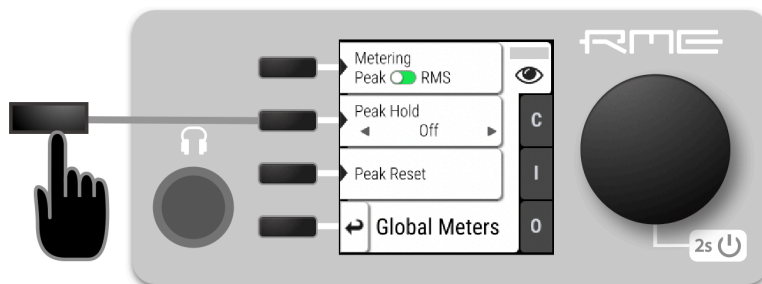 RME
Metering
Peak RMS
Peak Hold
Off
Peak Reset
Global Meters
C
I
O
2s